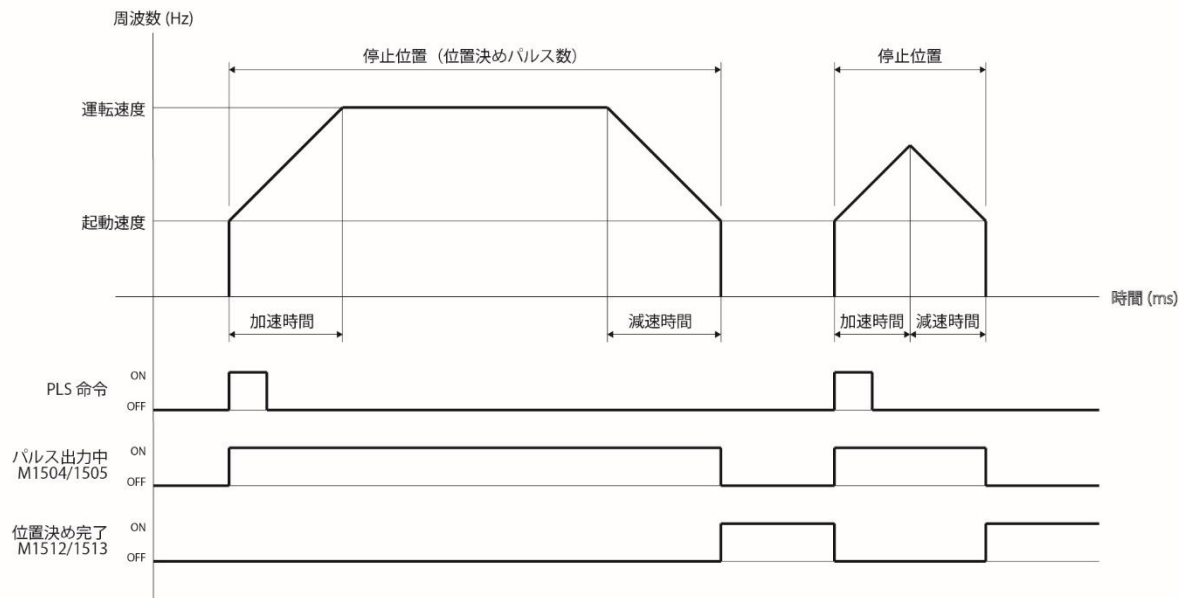 周波数 (Hz)
停止位置（位置決めパルス数）
停止位置
運転速度
起動速度
時間 (ms)
加速時間
減速時間
加速時間
減速時間
PLS 命令
ON
OFF
パルス出力中
M1504/1505
ON
OFF
位置決め完了
M1512/1513
ON
OFF